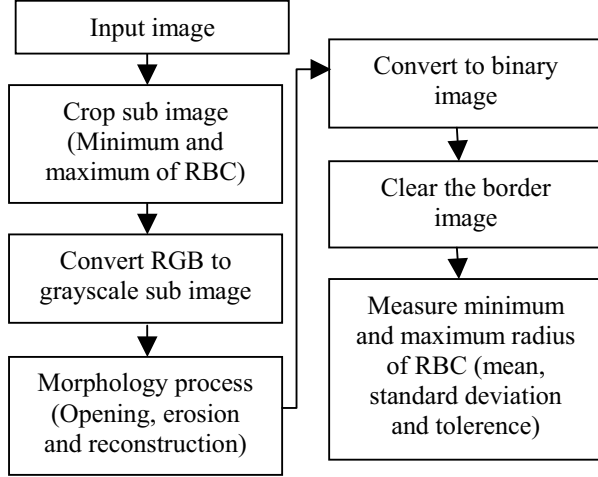 Input image
Crop sub image
(Minimum and
maximum of RBC)
Convert RGB to
grayscale sub image
Morphology process
(Opening, erosion
and reconstruction)
Convert to binary
image
Clear the border
image
Measure minimum
and maximum radius
of RBC (mean,
standard deviation
and tolerence)